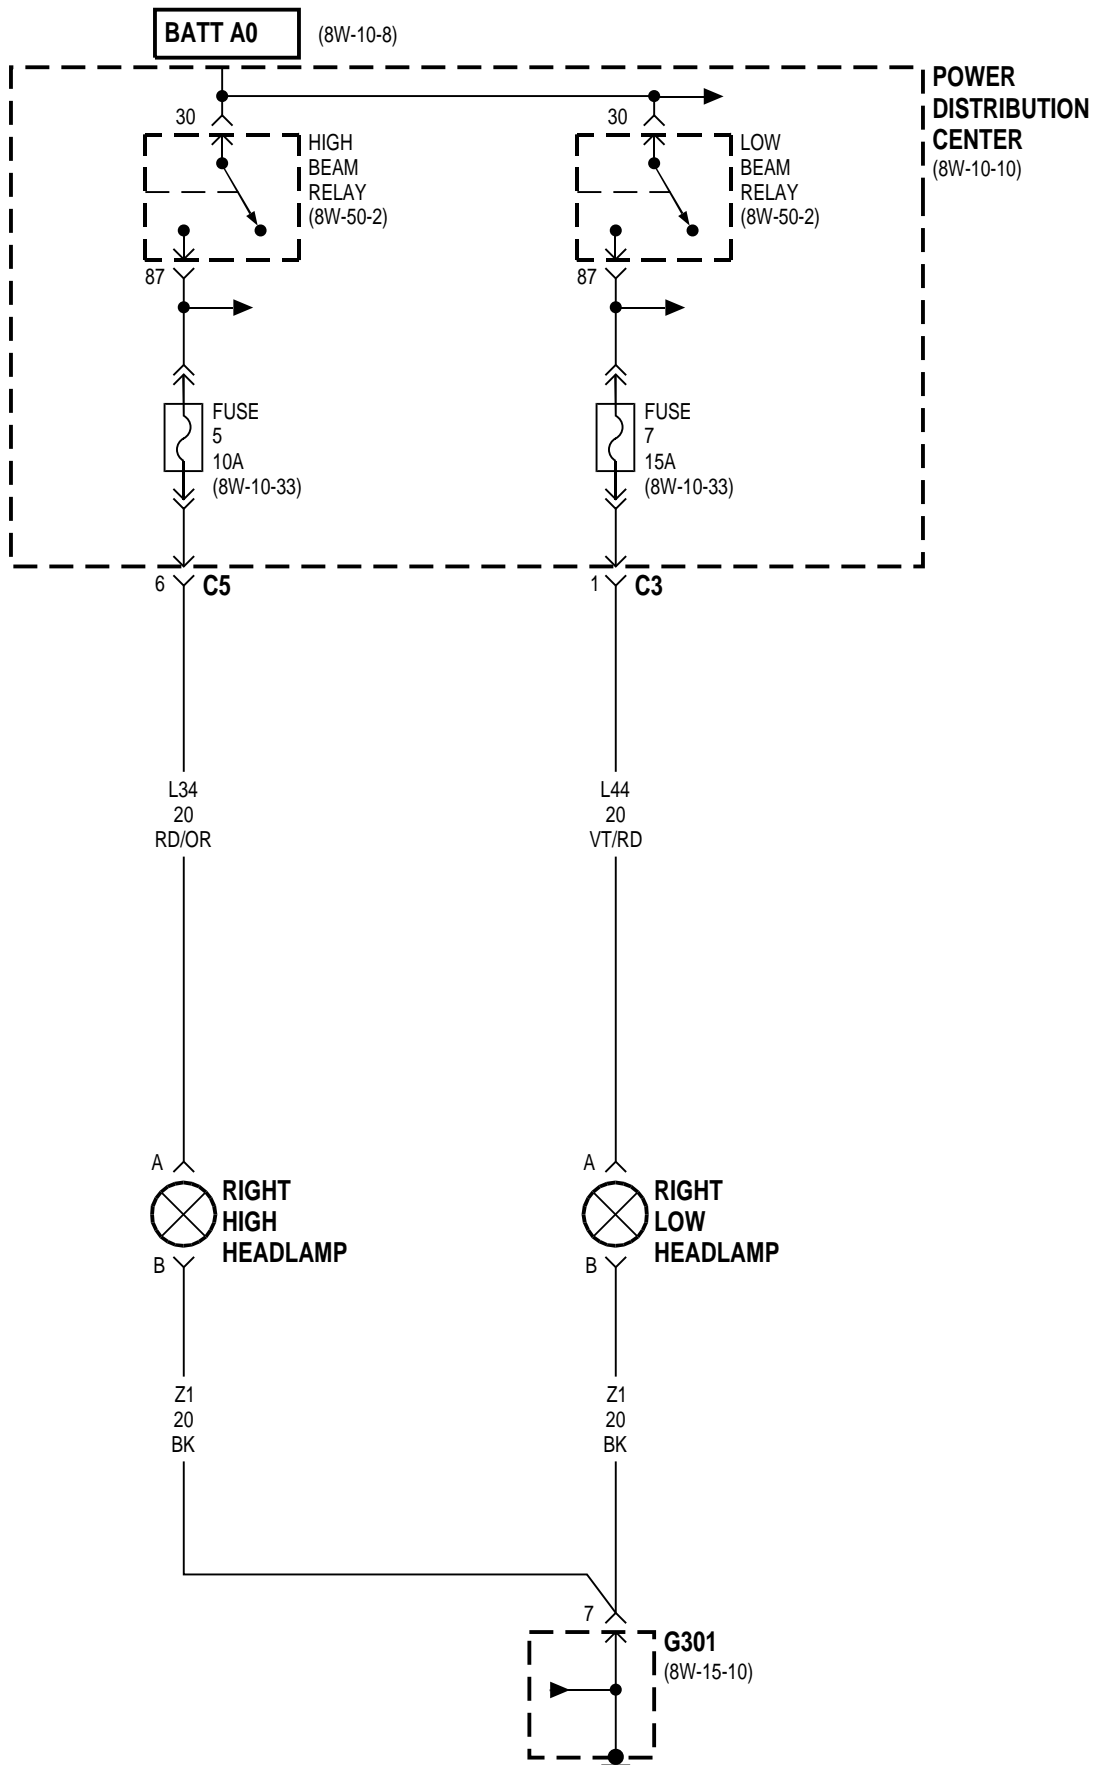 BATT A0
(8W-10-8)
POWER
DISTRIBUTION
CENTER
(8W-10-10)
30
HIGH
BEAM
RELAY
(8W-50-2)
87
30
LOW
BEAM
RELAY
(8W-50-2)
87
FUSE
5
10A
(8W-10-33)
FUSE
7
15A
(8W-10-33)
6
C5
1
C3
L34
20
RD/OR
L44
20
VT/RD
A
RIGHT
HIGH
HEADLAMP
B
A
RIGHT
LOW
HEADLAMP
B
Z1
20
BK
Z1
20
BK
7
G301
(8W-15-10)